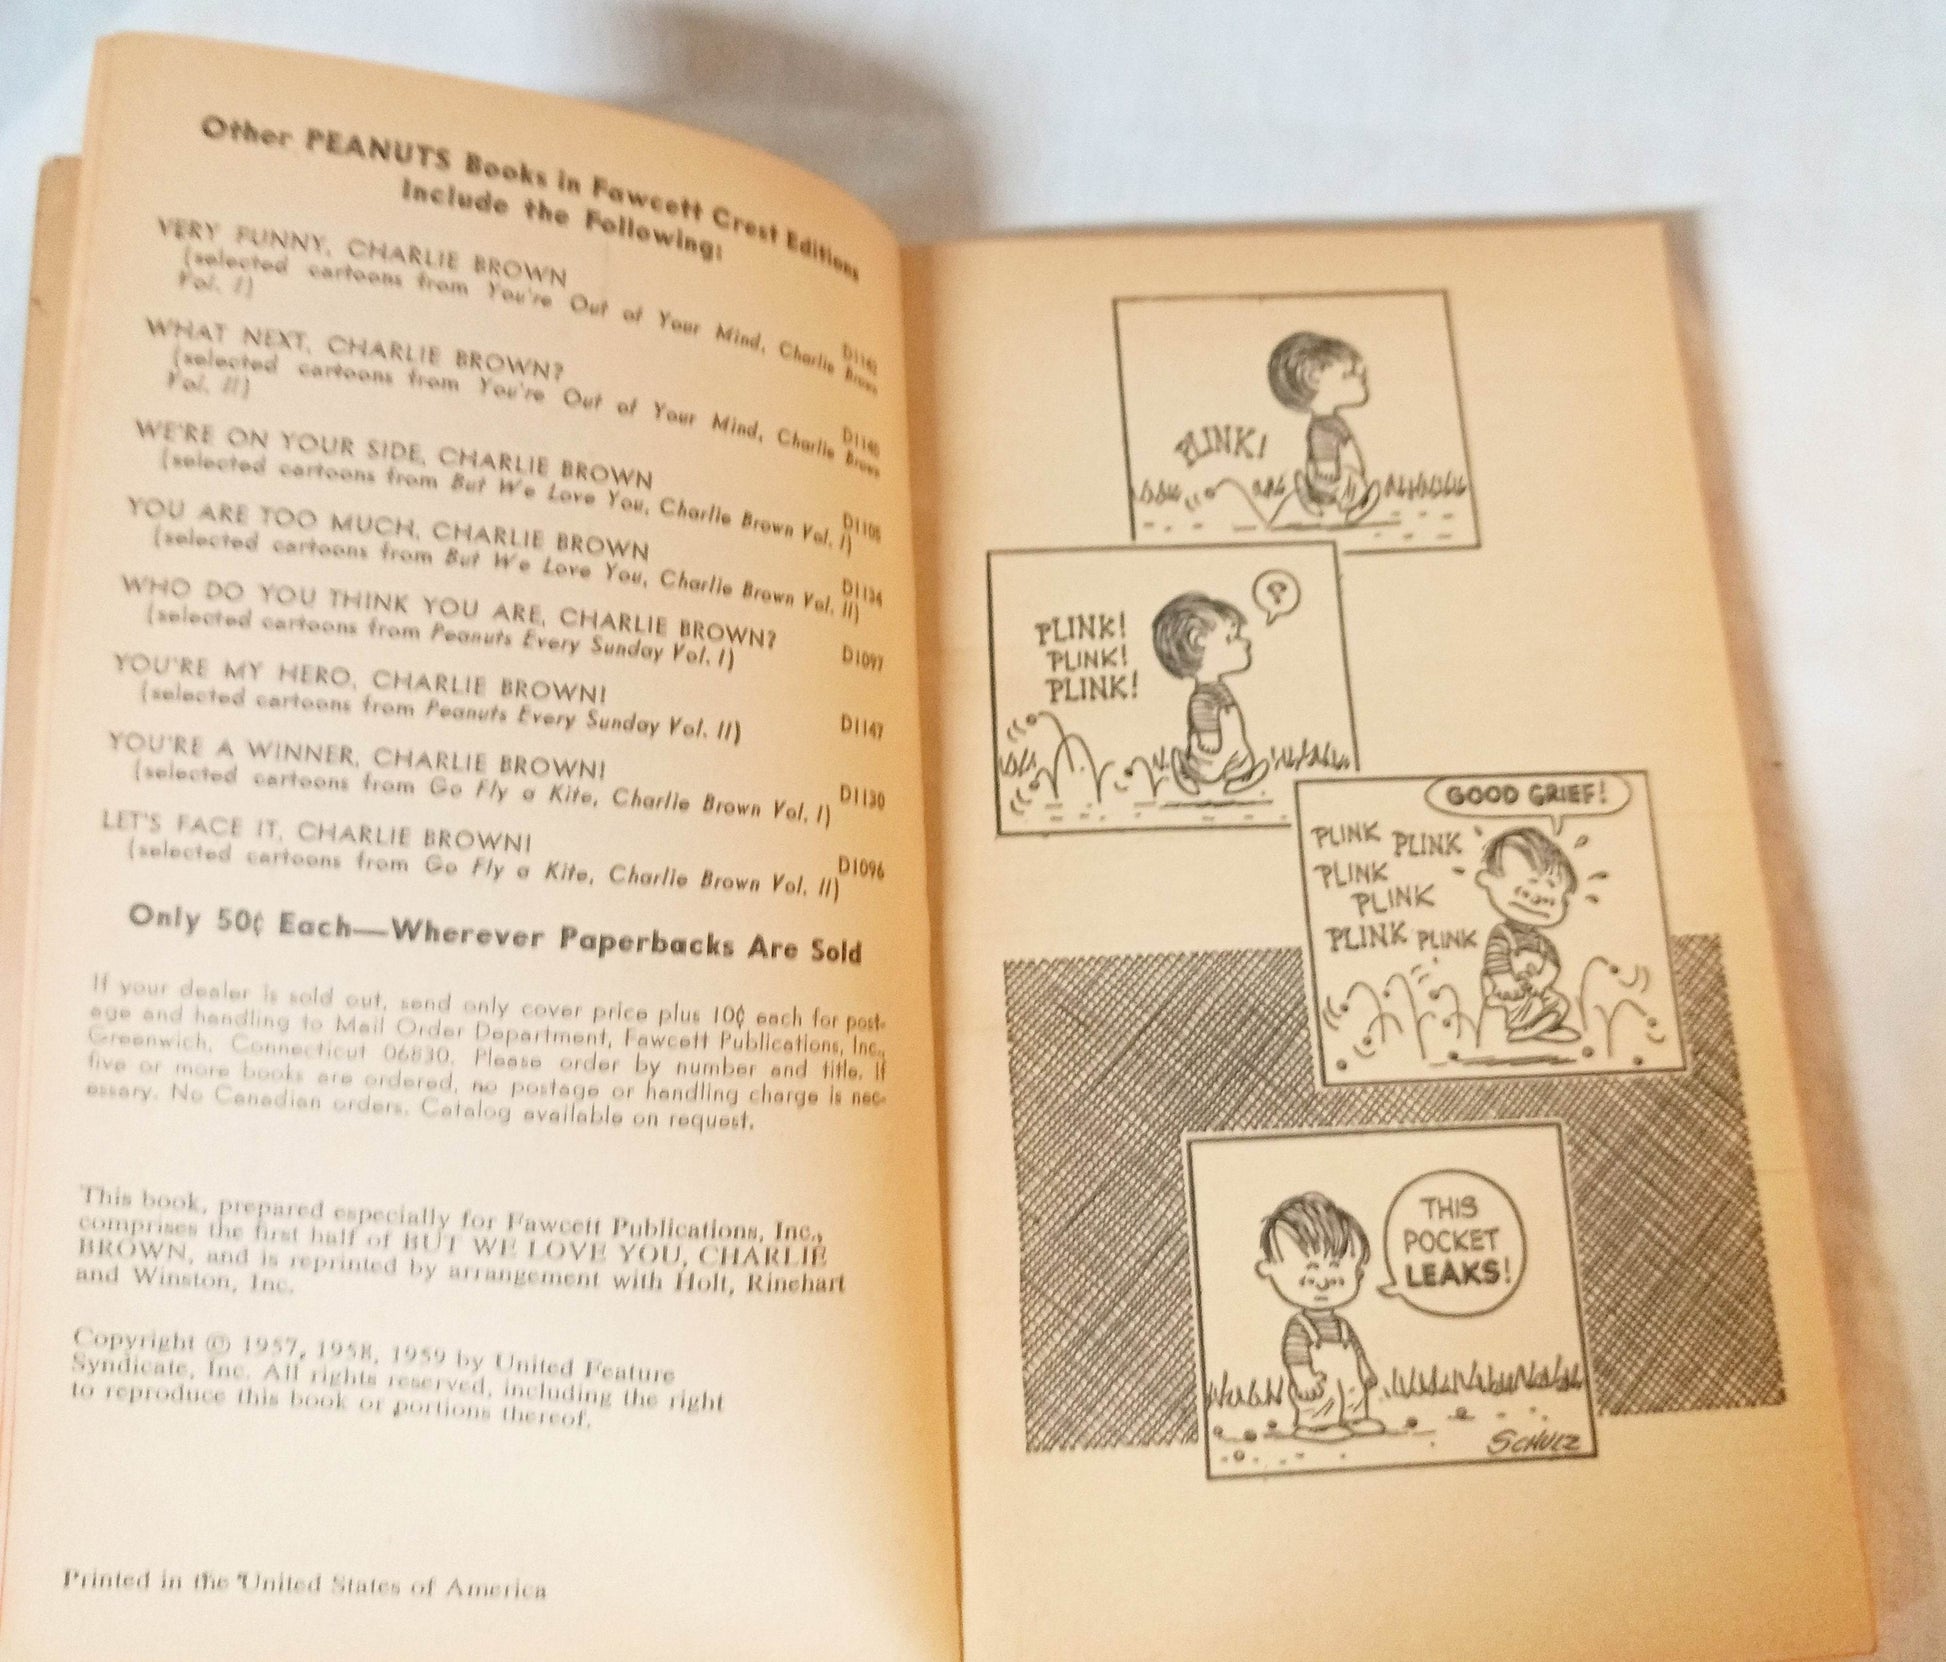 Other PEANUTS Books in Fawcett Crest Editions
Include the Following:
VERY FUNNY, CHARLIE BROWN
(selected cartoons from You're Out of Your Mind, Charlie Brown
Vol. I)
WHAT NEXT, CHARLIE BROWN?
(selected cartoons from You're Out of Your Mind, Charlie Brown
Vol. II)
WE'RE ON YOUR SIDE, CHARLIE BROWN D1105
(selected cartoons from But We Love You, Charlie Brown Vol. I)
YOU ARE TOO MUCH, CHARLIE BROWN D1134
(selected cartoons from But We Love You, Charlie Brown Vol. II)
WHO DO YOU THINK YOU ARE, CHARLIE BROWN? D1097
(selected cartoons from Peanuts Every Sunday Vol. I)
YOU'RE MY HERO, CHARLIE BROWN! D1147
(selected cartoons from Peanuts Every Sunday Vol. II)
YOU'RE A WINNER, CHARLIE BROWN! D1130
(selected cartoons from Go Fly a Kite, Charlie Brown Vol. I)
LET'S FACE IT, CHARLIE BROWN! D1096
(selected cartoons from Go Fly a Kite, Charlie Brown Vol. II)
Only 50¢ Each—Wherever Paperbacks Are Sold
If your dealer is sold out, send only cover price plus 10¢ each for post-
age and handling to Mail Order Department, Fawcett Publications, Inc.,
Greenwich, Connecticut 06830. Please order by number and title. If
five or more books are ordered, no postage or handling charge is nec-
essary. No Canadian orders. Catalog available on request.
This book, prepared especially for Fawcett Publications, Inc.,
comprises the first half of BUT WE LOVE YOU, CHARLIE
BROWN, and is reprinted by arrangement with Holt, Rinehart
and Winston, Inc.
Copyright © 1957, 1958, 1959 by United Feature
Syndicate, Inc. All rights reserved, including the right
to reproduce this book or portions thereof.
Printed in the United States of America
PLINK!
?
PLINK!
PLINK!
PLINK!
GOOD GRIEF!
PLINK PLINK
PLINK
PLINK
PLINK PLINK
THIS
POCKET
LEAKS!
SCHULZ